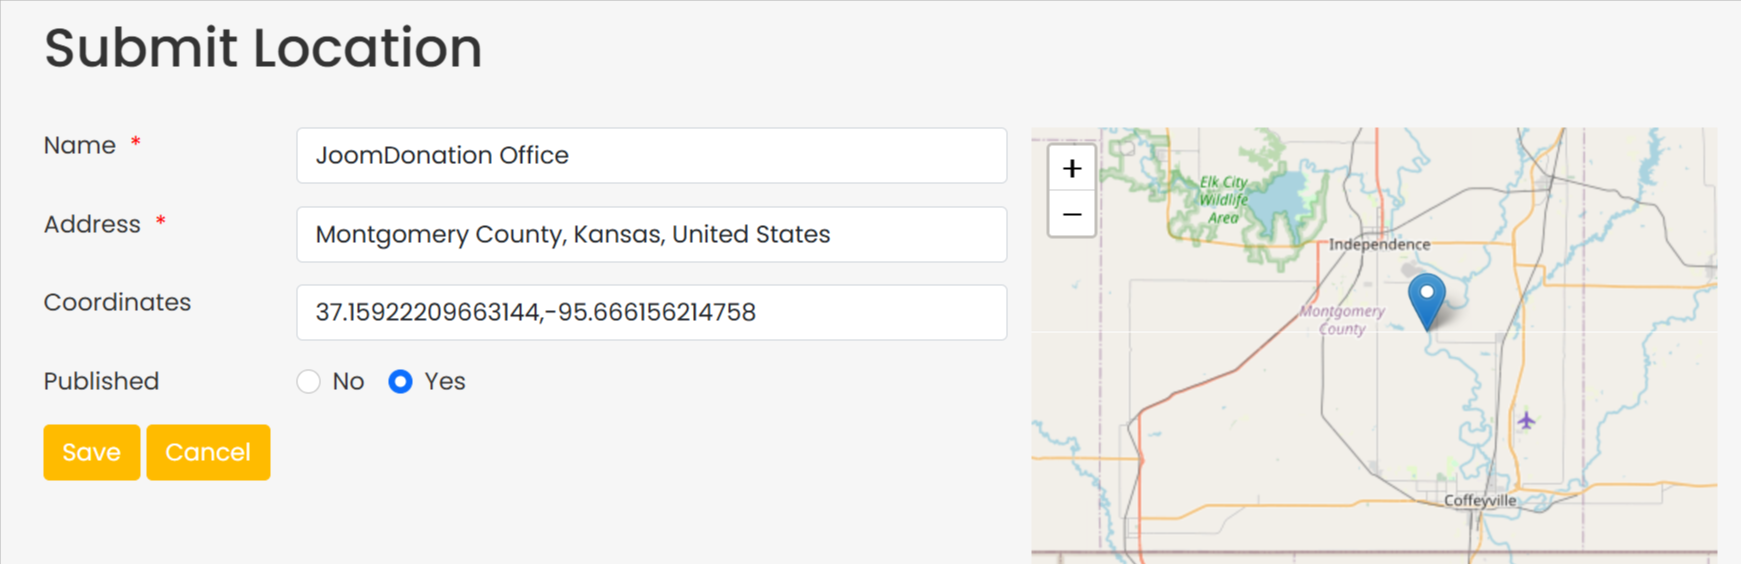 Submit Location
Name *
JoomDonation Office
Address *
Montgomery County, Kansas, United States
Coordinates
37.15922209663144,-95.666156214758
Published
No
Yes
Save
Cancel
+
−
Elk City
Wildlife
Area
Independence
Montgomery
County
Coffeyville